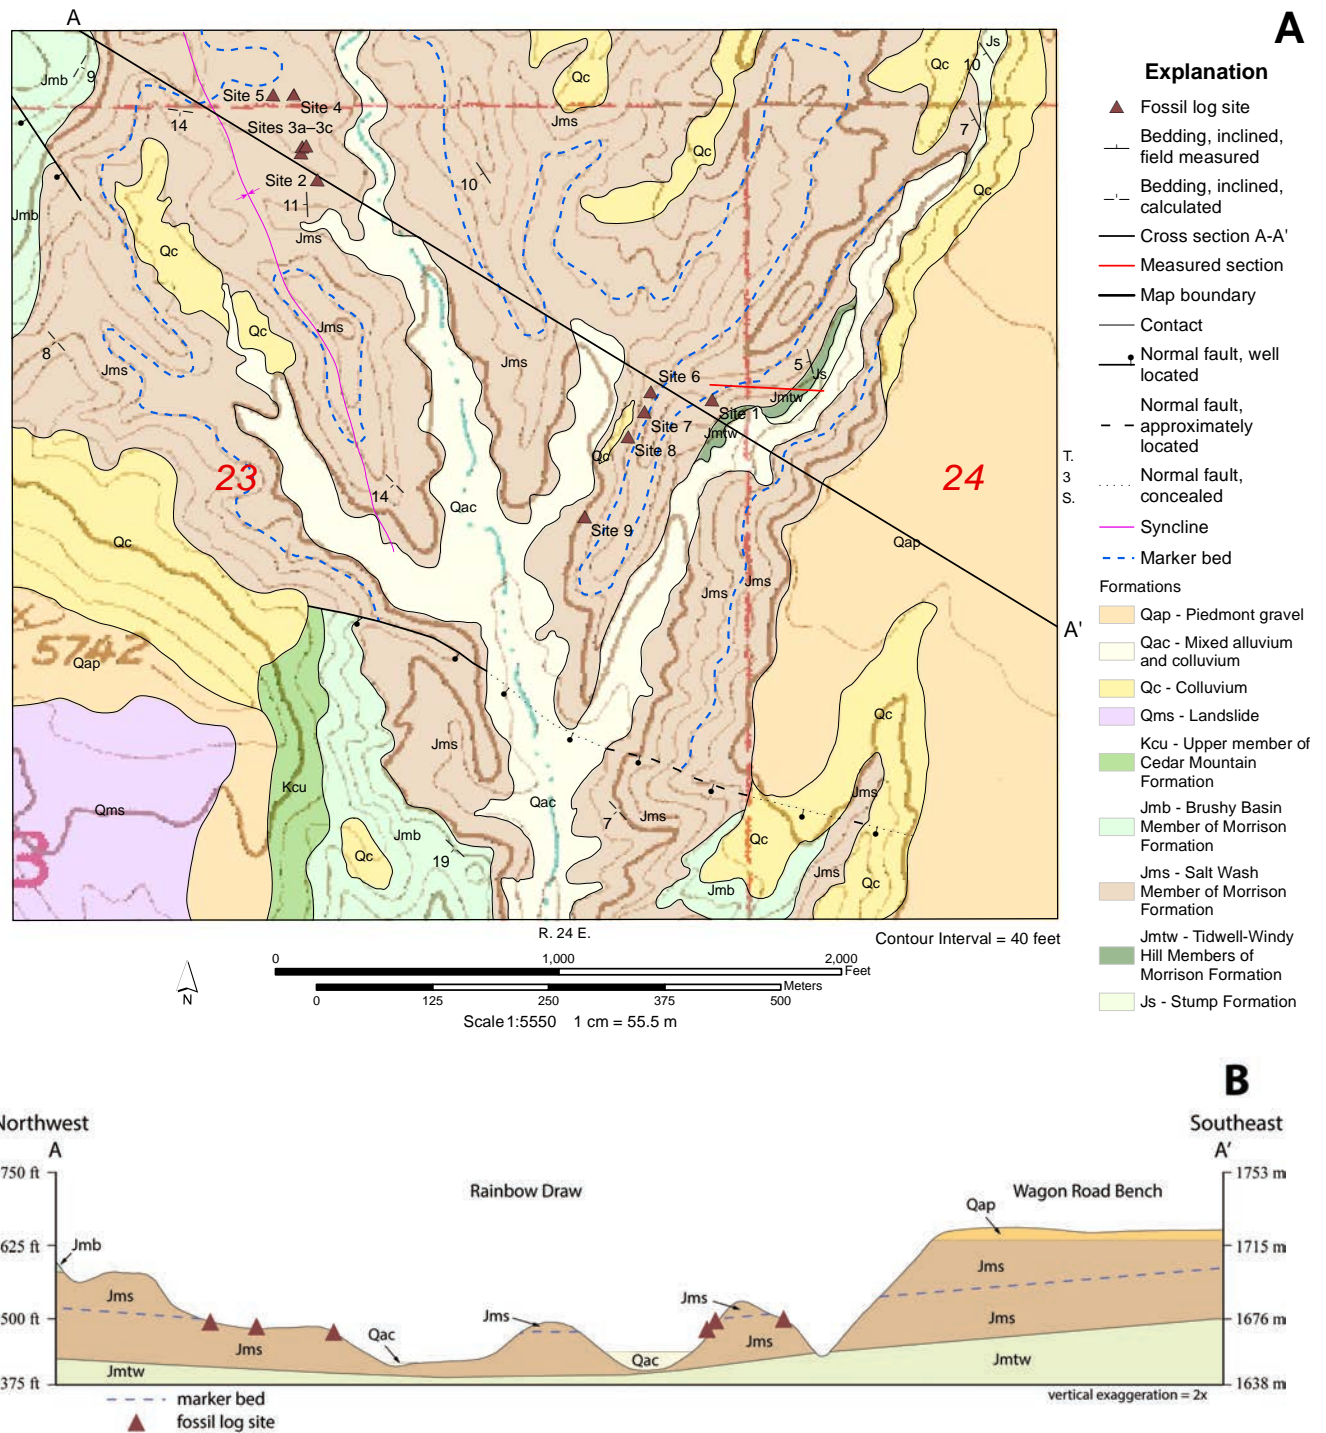 A
A
Explanation
Fossil log site
Bedding, inclined,
field measured
Bedding, inclined,
calculated
Cross section A-A'
Measured section
Map boundary
Contact
Normal fault, well
located
Normal fault,
approximately
located
Normal fault,
concealed
Syncline
Marker bed
Formations
Qap - Piedmont gravel
Qac - Mixed alluvium
and colluvium
Qc - Colluvium
Qms - Landslide
Kcu - Upper member of
Cedar Mountain
Formation
Jmb - Brushy Basin
Member of Morrison
Formation
Jms - Salt Wash
Member of Morrison
Formation
Jmtw - Tidwell-Windy
Hill Members of
Morrison Formation
Js - Stump Formation
Js
Qc
10
Jmb
9
Qc
Site 5
Site 4
14
Sites 3a–3c
Jms
7
Qc
Site 2
10
Qc
11
Jmb
Jms
Qc
Qc
Jms
8
Jms
Jms
5
Js
Site 6
Jmtw
Site 1
Site 7
Jmtw
Site 8
Qc
T.
3
S.
23
24
14
Qac
Site 9
Qc
Qap
Jms
Jms
A'
5742
Qap
Qc
Jms
Kcu
Qac
Jms
Qms
7
Jms
Jmb
Qc
Qc
19
Jms
Qc
Jmb
3
R. 24 E.
Contour Interval = 40 feet
0 1,000 2,000
Feet
Meters
0 125 250 375 500
N
Scale 1:5550 1 cm = 55.5 m
B
Northwest
Southeast
A
A′
750 ft
1753 m
Rainbow Draw
Wagon Road Bench
Qap
625 ft
Jmb
1715 m
Jms
Jms
Jms
Jms
500 ft
Jms
1676 m
Qac
Jms
Jms
Qac
Jmtw
Jmtw
375 ft
1638 m
marker bed
vertical exaggeration = 2x
fossil log site